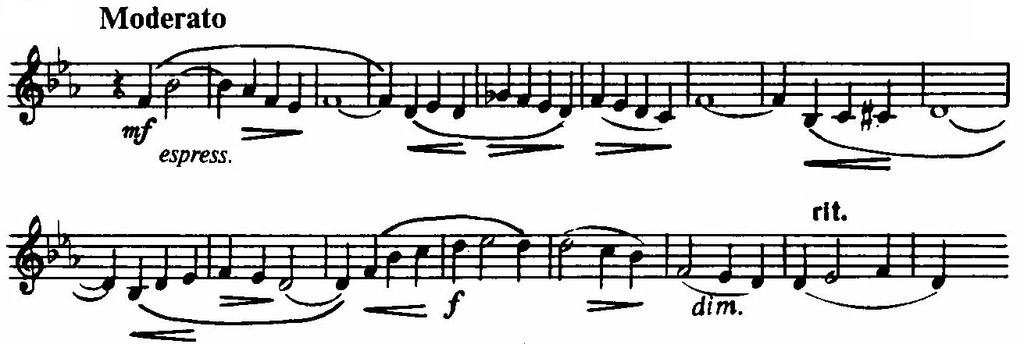 Moderato
mf
espress.
rit.
f
dim.